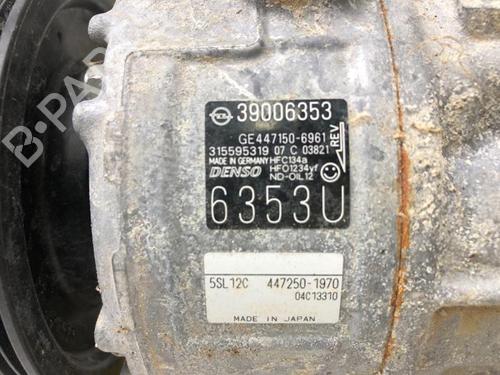 B-PARTS
39006353
GE447150-6961
315595319 07 C 03821
REV
MADE IN GERMANY HFC134a
DENSO HFO1234yf
ND-OIL12
6353U
5SL12C 447250-1970
04C13310
MADE IN JAPAN